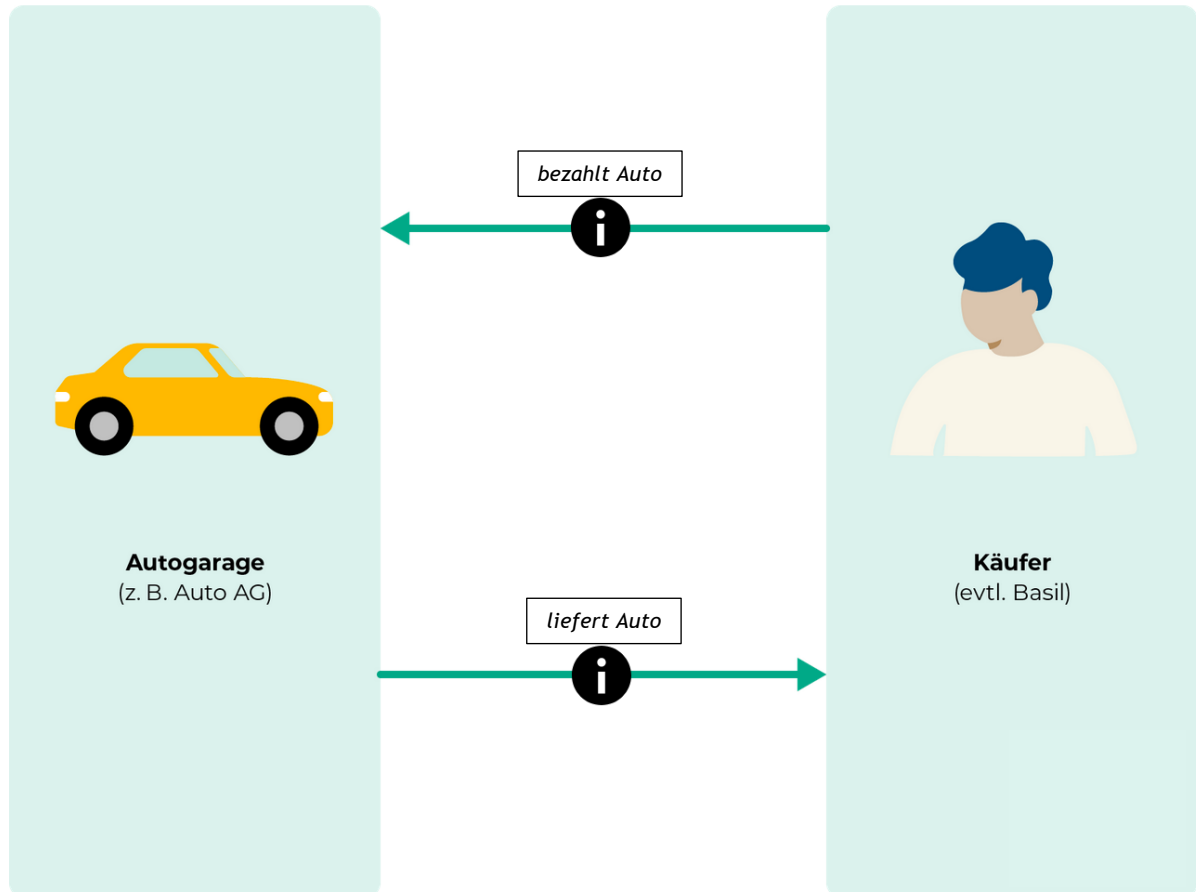 bezahlt Auto
Autogarage
(z. B. Auto AG)
Käufer
(evtl. Basil)
liefert Auto